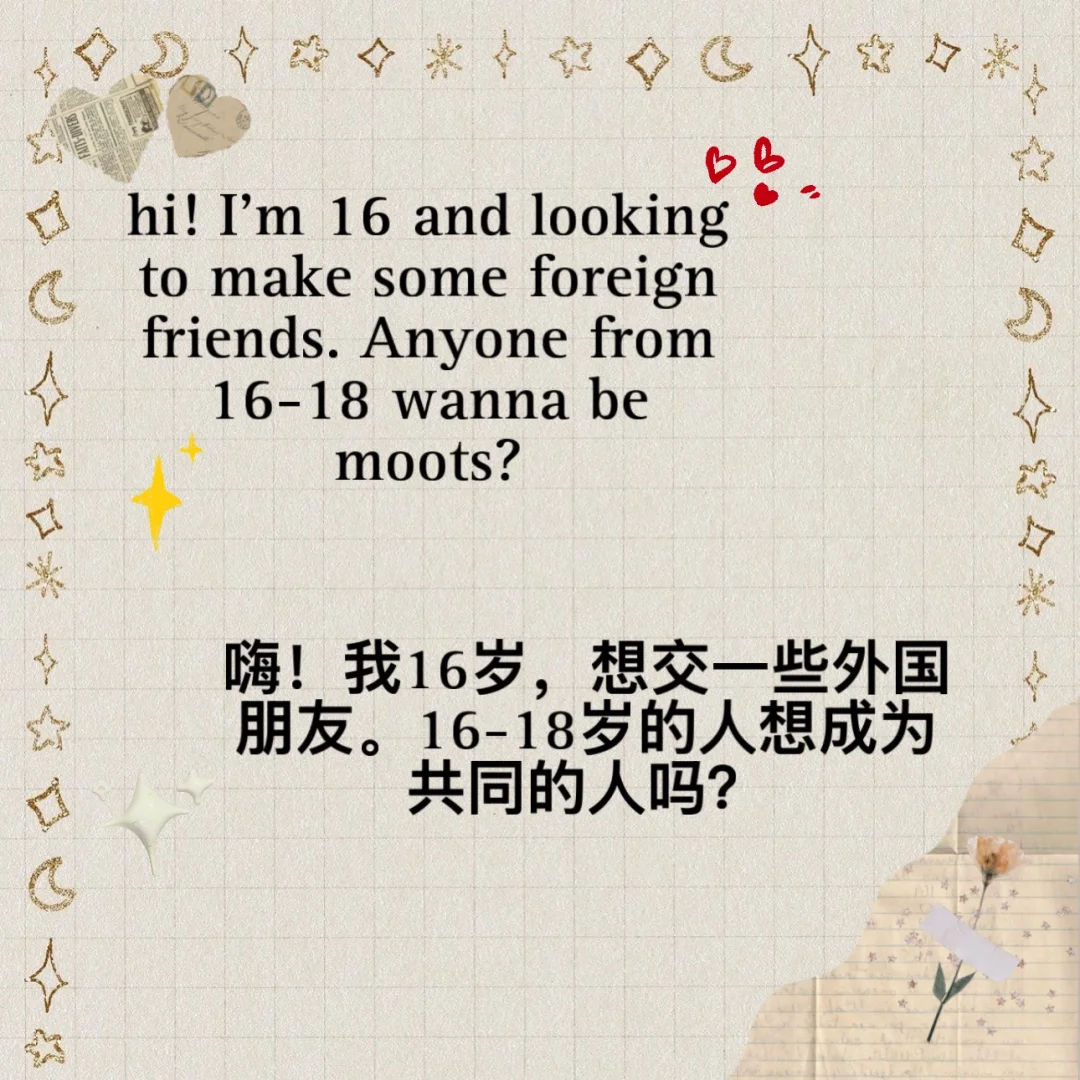 hi! I’m 16 and looking
to make some foreign
friends. Anyone from
16-18 wanna be
moots?
嗨！我16岁，想交一些外国
朋友。16-18岁的人想成为
共同的人吗？